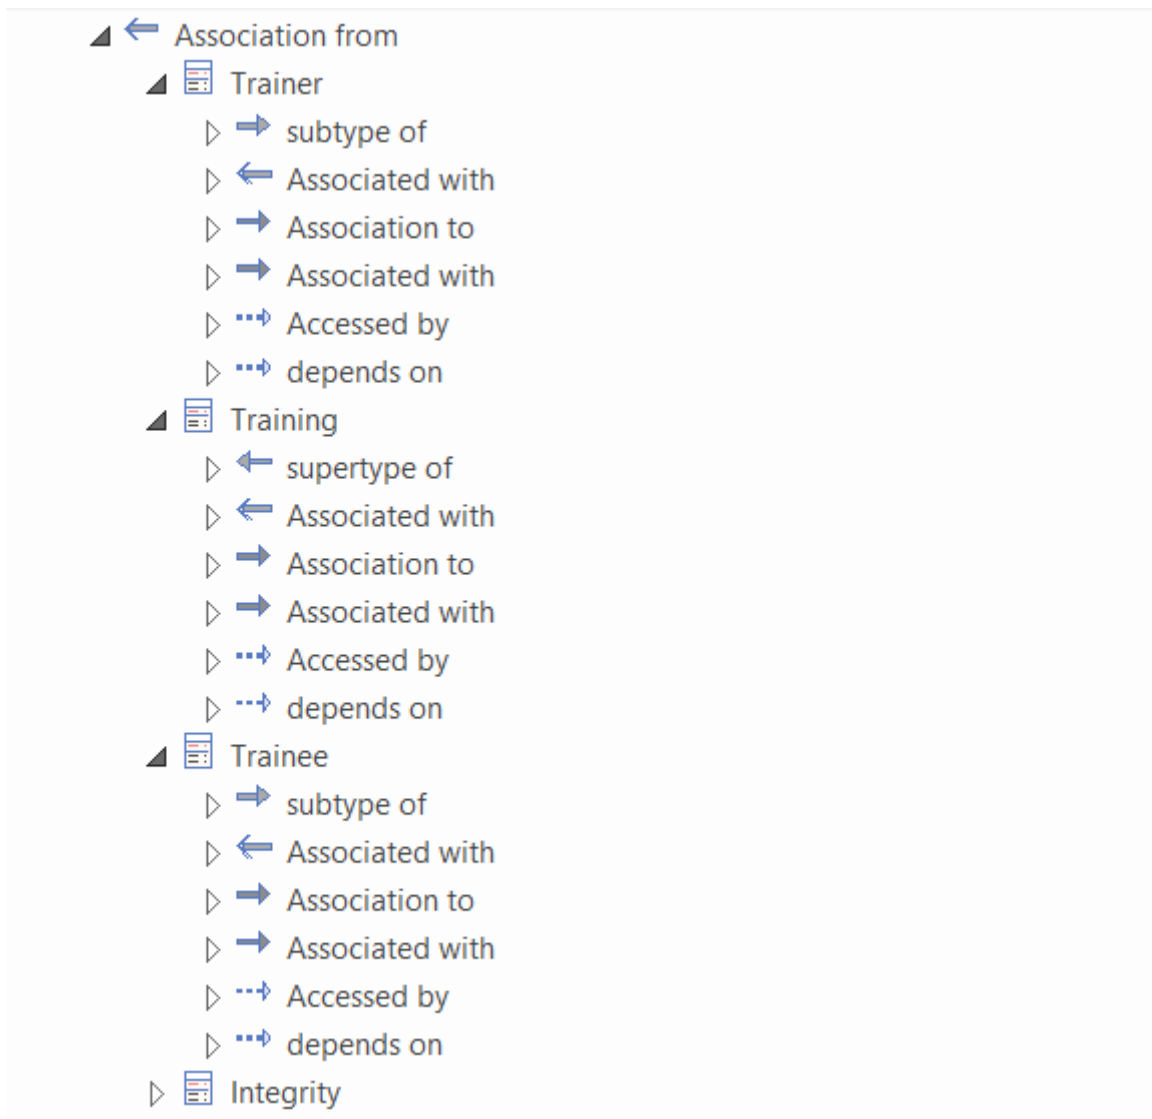 Association from
Trainer
subtype of
Associated with
Association to
Associated with
Accessed by
depends on
Training
supertype of
Associated with
Association to
Associated with
Accessed by
depends on
Trainee
subtype of
Associated with
Association to
Associated with
Accessed by
depends on
Integrity